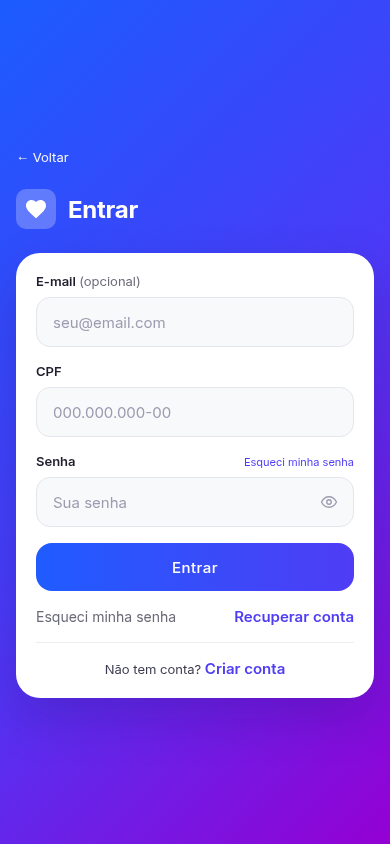 ← Voltar
Entrar
E-mail (opcional)
seu@email.com
CPF
000.000.000-00
Senha Esqueci minha senha
Sua senha
Entrar
Esqueci minha senha Recuperar conta
Não tem conta? Criar conta